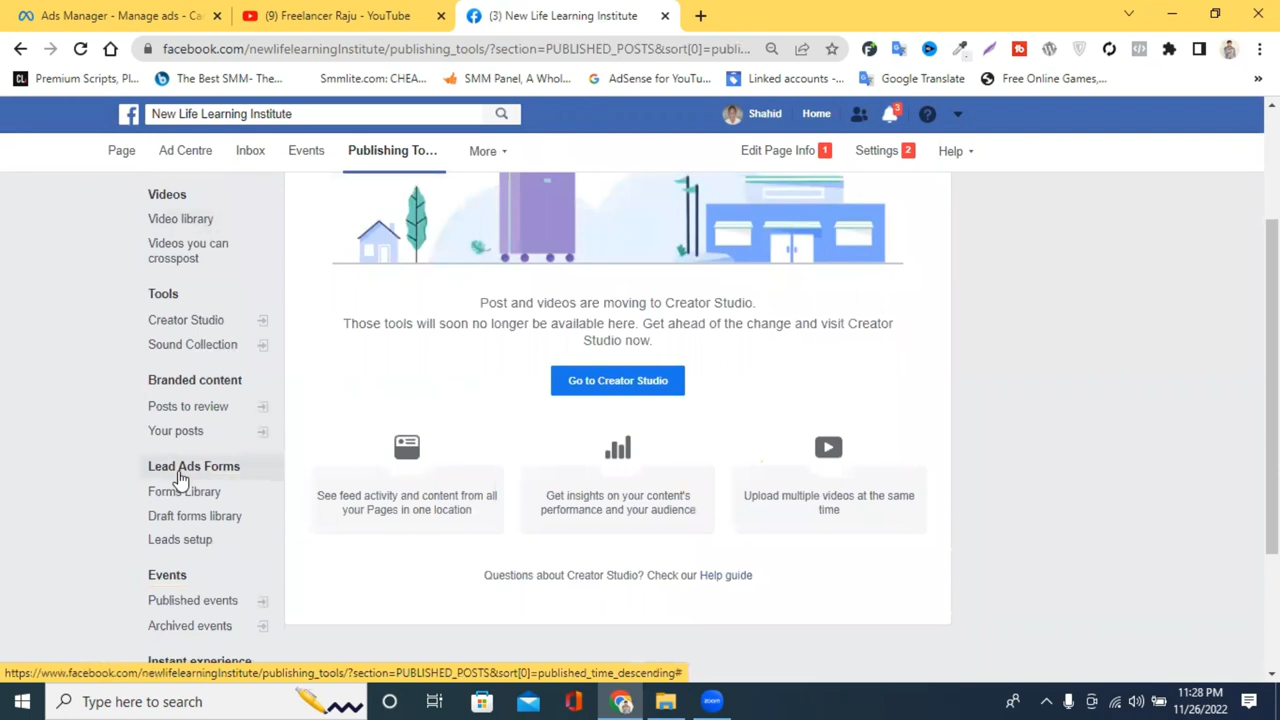 Ads Manager - Manage ads - Ca
(9) Freelancer Raju - YouTube
(3) New Life Learning Institute
facebook.com/newlifelearningInstitute/publishing_tools/?section=PUBLISHED_POSTS&sort[0]=publi...
Premium Scripts, Pl...
The Best SMM- The...
Smmlite.com: CHEA...
SMM Panel, A Whol...
AdSense for YouTu...
Linked accounts -...
Google Translate
Free Online Games,...
»
New Life Learning Institute
Shahid
Home
3
Page
Ad Centre
Inbox
Events
Publishing To...
More
Edit Page Info 1
Settings 2
Help
Videos
Video library
Videos you can
crosspost
Tools
Creator Studio
Sound Collection
Branded content
Posts to review
Your posts
Lead Ads Forms
Forms Library
Draft forms library
Leads setup
Events
Published events
Archived events
Instant experience
Post and videos are moving to Creator Studio.
Those tools will soon no longer be available here. Get ahead of the change and visit Creator
Studio now.
Go to Creator Studio
See feed activity and content from all
your Pages in one location
Get insights on your content's
performance and your audience
Upload multiple videos at the same
time
Questions about Creator Studio? Check our Help guide
https://www.facebook.com/newlifelearningInstitute/publishing_tools/?section=PUBLISHED_POSTS&sort[0]=published_time_descending#
Type here to search
zoom
11:28 PM
11/26/2022